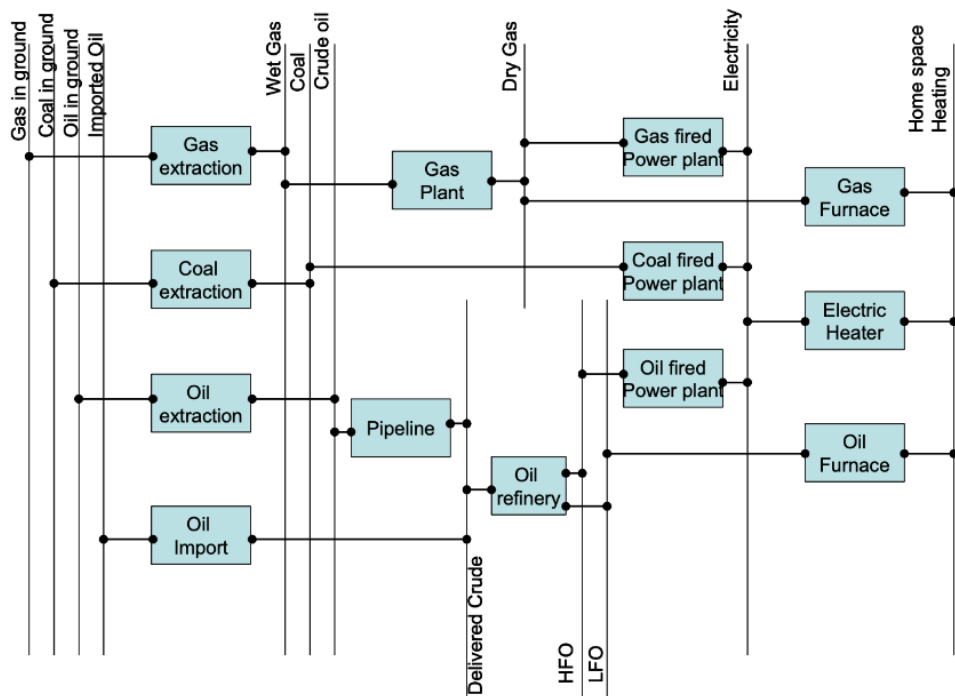 Gas in ground
Coal in ground
Oil in ground
Imported Oil
Wet Gas
Coal
Crude oil
Dry Gas
Electricity
Home space
Heating
Gas
extraction
Gas
Plant
Gas fired
Power plant
Gas
Furnace
Coal
extraction
Coal fired
Power plant
Electric
Heater
Oil
extraction
Pipeline
Oil fired
Power plant
Oil
Furnace
Oil
refinery
Oil
Import
Delivered Crude
HFO
LFO